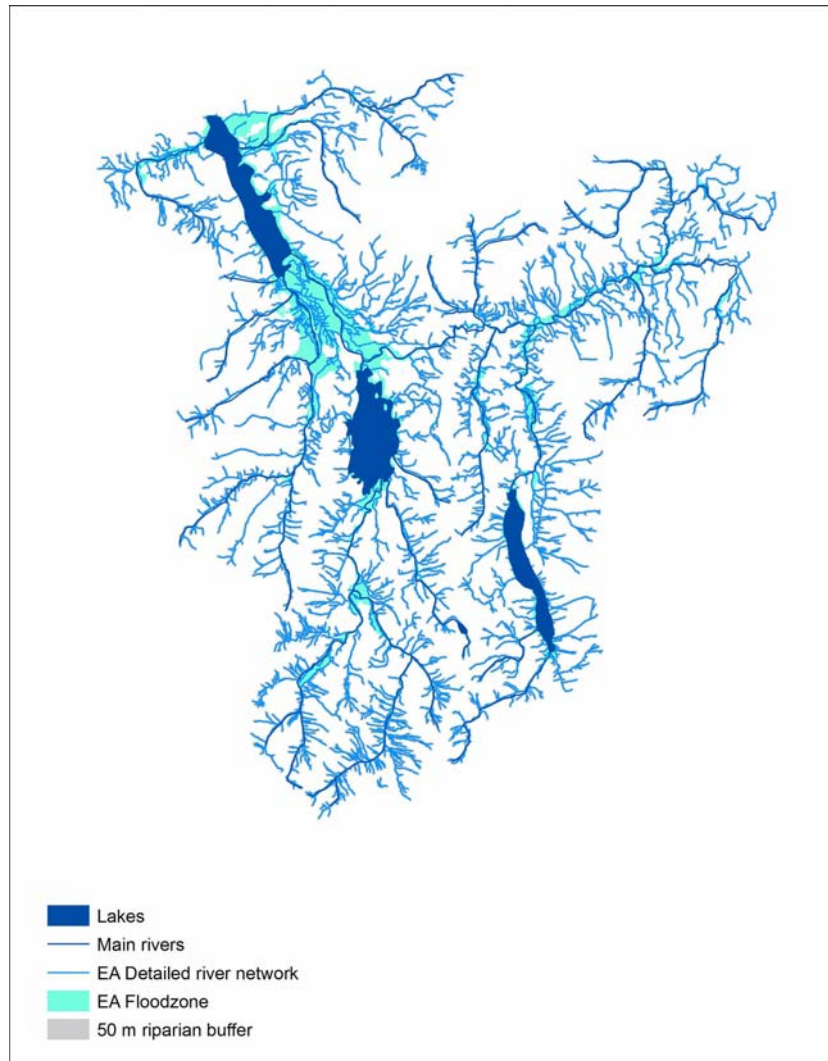 Lakes
Main rivers
EA Detailed river network
EA Floodzone
50 m riparian buffer